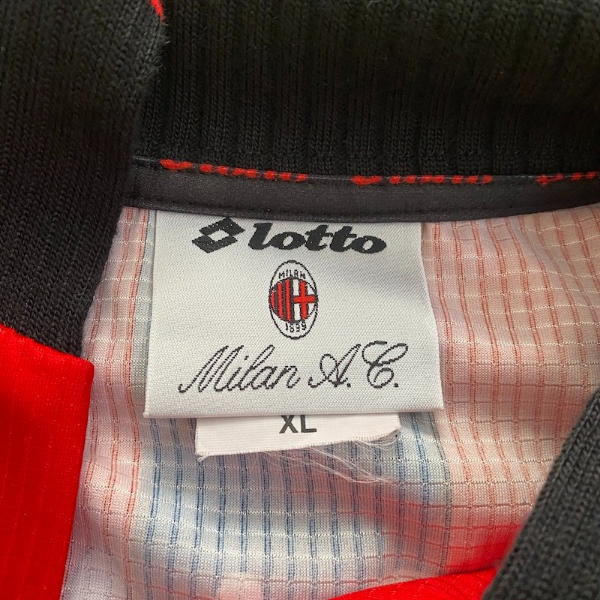 lotto
MILAN
1899
Milan A.C.
XL